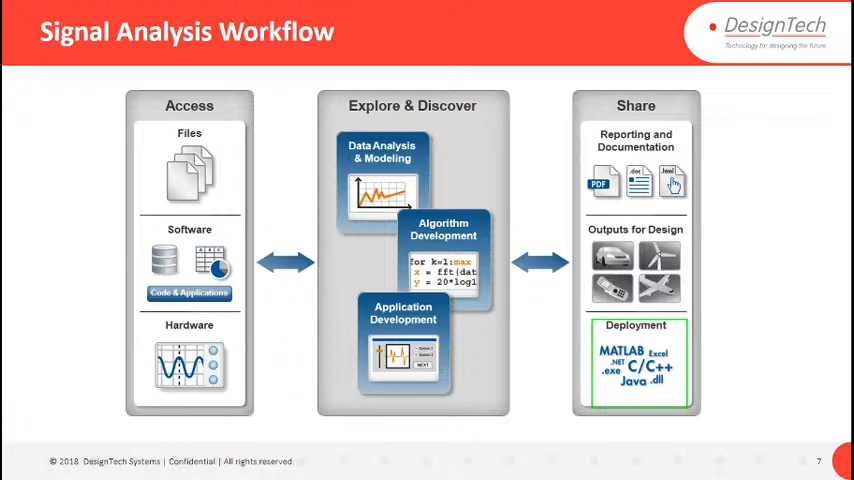 Signal Analysis Workflow
DesignTech
Technology for designing the future
Access
Files
Software
A B C
Code & Applications
Hardware
Explore & Discover
Data Analysis
& Modeling
Algorithm
Development
for k=1:max
x = fft(dat
y = 20*log1
Application
Development
NEXT
Share
Reporting and
Documentation
PDF
.doc
.html
Outputs for Design
Deployment
MATLAB Excel
.NET C/C++
.exe
Java .dll
© 2018. DesignTech Systems | Confidential | All rights reserved.
7